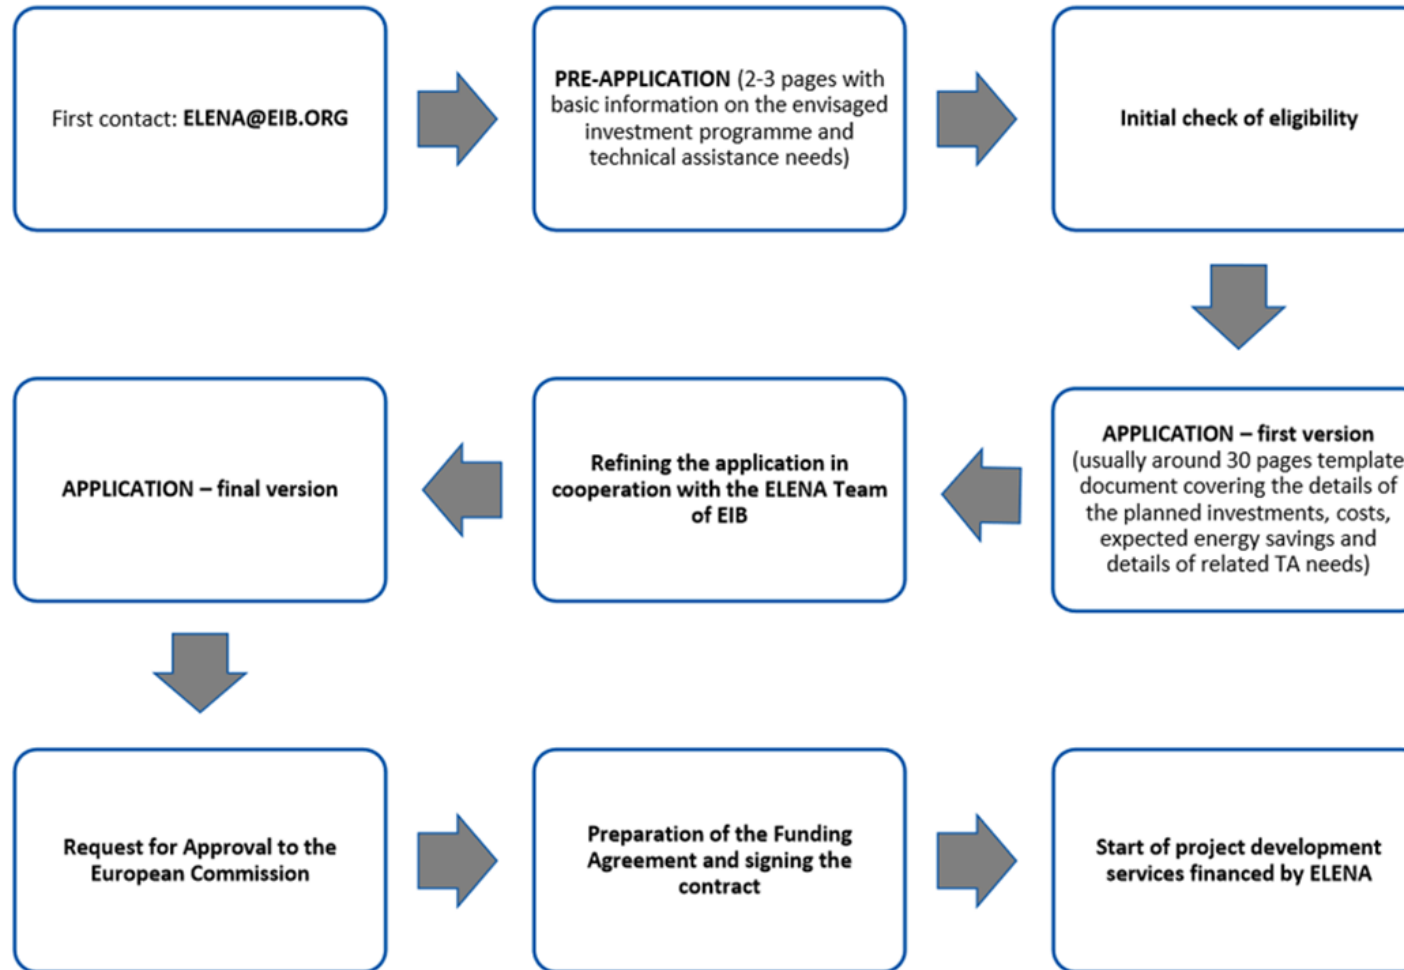 First contact: ELENA@EIB.ORG
PRE-APPLICATION (2-3 pages with
basic information on the envisaged
investment programme and
technical assistance needs)
Initial check of eligibility
APPLICATION – first version
(usually around 30 pages template
document covering the details of
the planned investments, costs,
expected energy savings and
details of related TA needs)
Refining the application in
cooperation with the ELENA Team
of EIB
APPLICATION – final version
Request for Approval to the
European Commission
Preparation of the Funding
Agreement and signing the
contract
Start of project development
services financed by ELENA